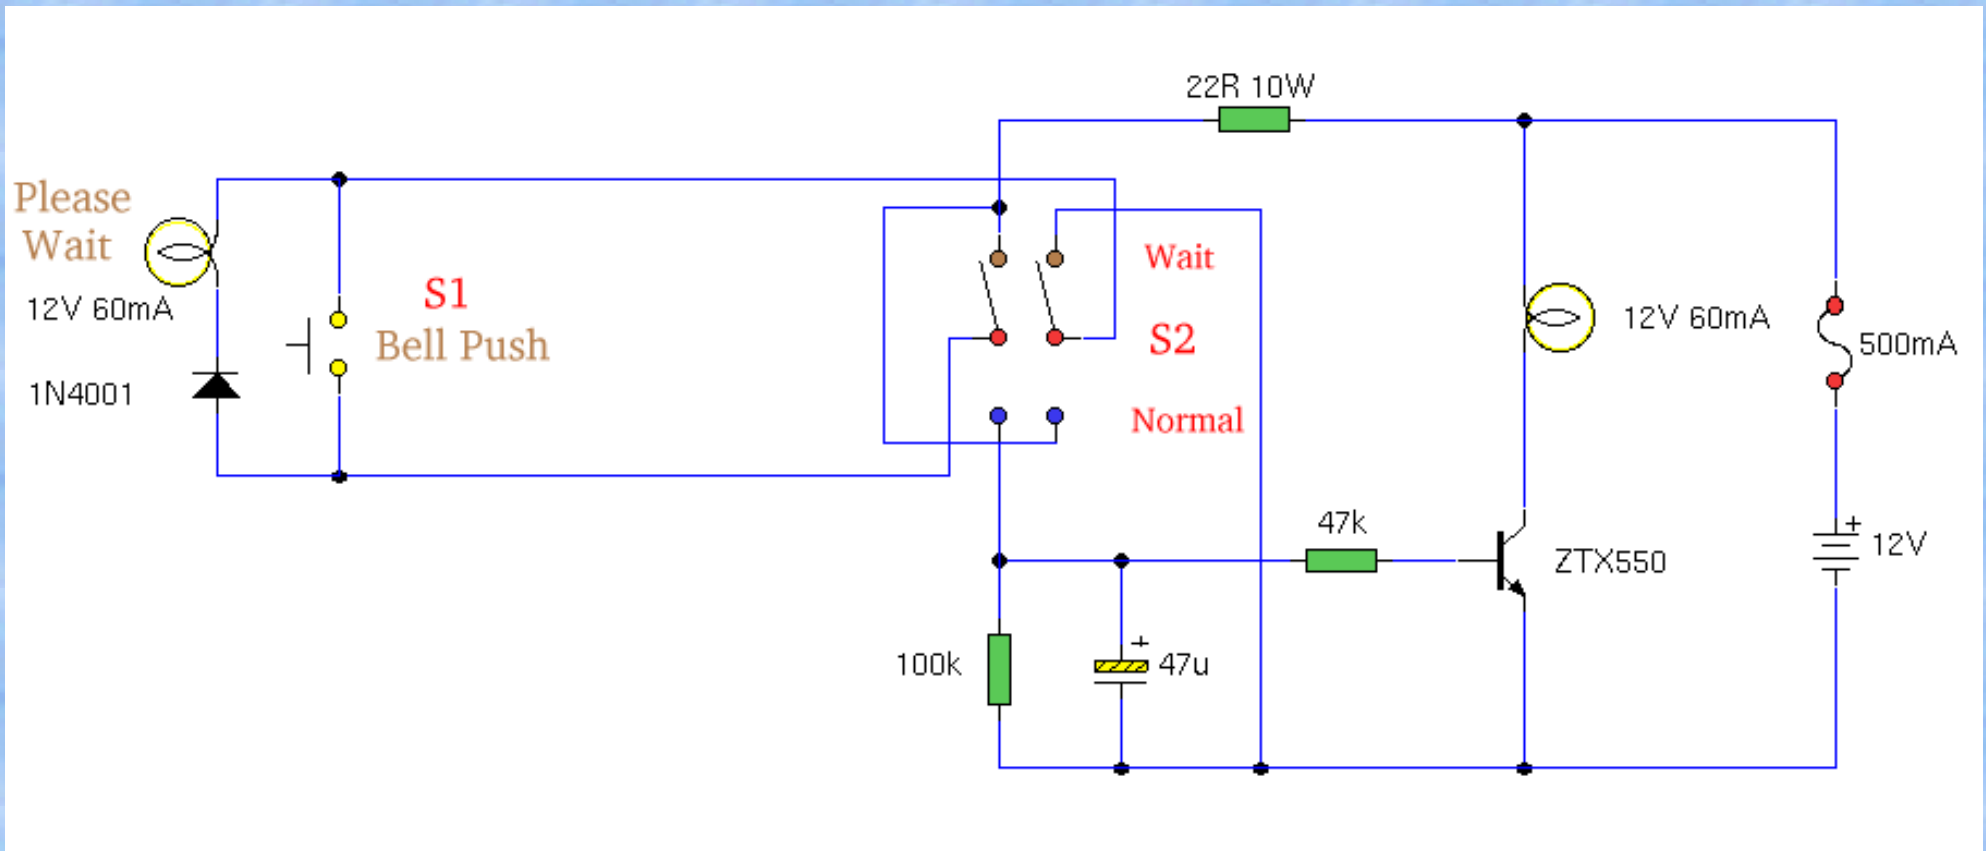 22R 10W
Please
Wait
12V 60mA
1N4001
S1
Bell Push
Wait
S2
Normal
12V 60mA
500mA
+
12V
47k
ZTX550
100k
+
47u